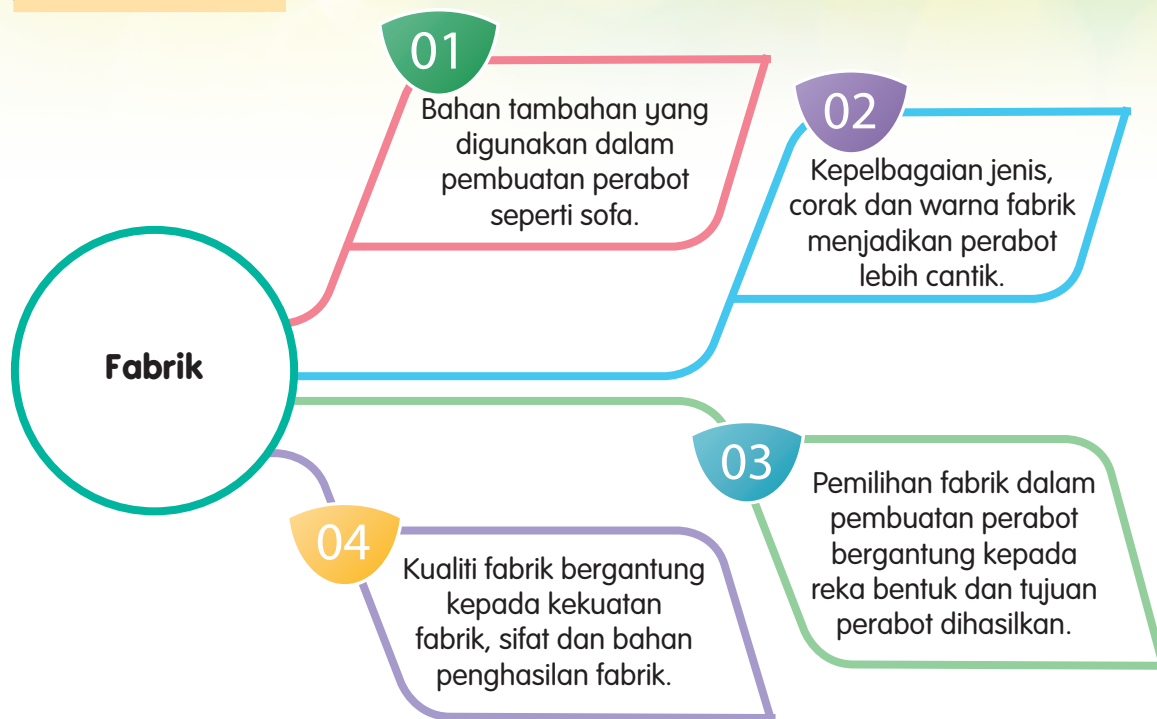 01
Bahan tambahan yang
digunakan dalam
pembuatan perabot
seperti sofa.
02
Kepelbagaian jenis,
corak dan warna fabrik
menjadikan perabot
lebih cantik.
Fabrik
03
Pemilihan fabrik dalam
pembuatan perabot
bergantung kepada
reka bentuk dan tujuan
perabot dihasilkan.
04
Kualiti fabrik bergantung
kepada kekuatan
fabrik, sifat dan bahan
penghasilan fabrik.